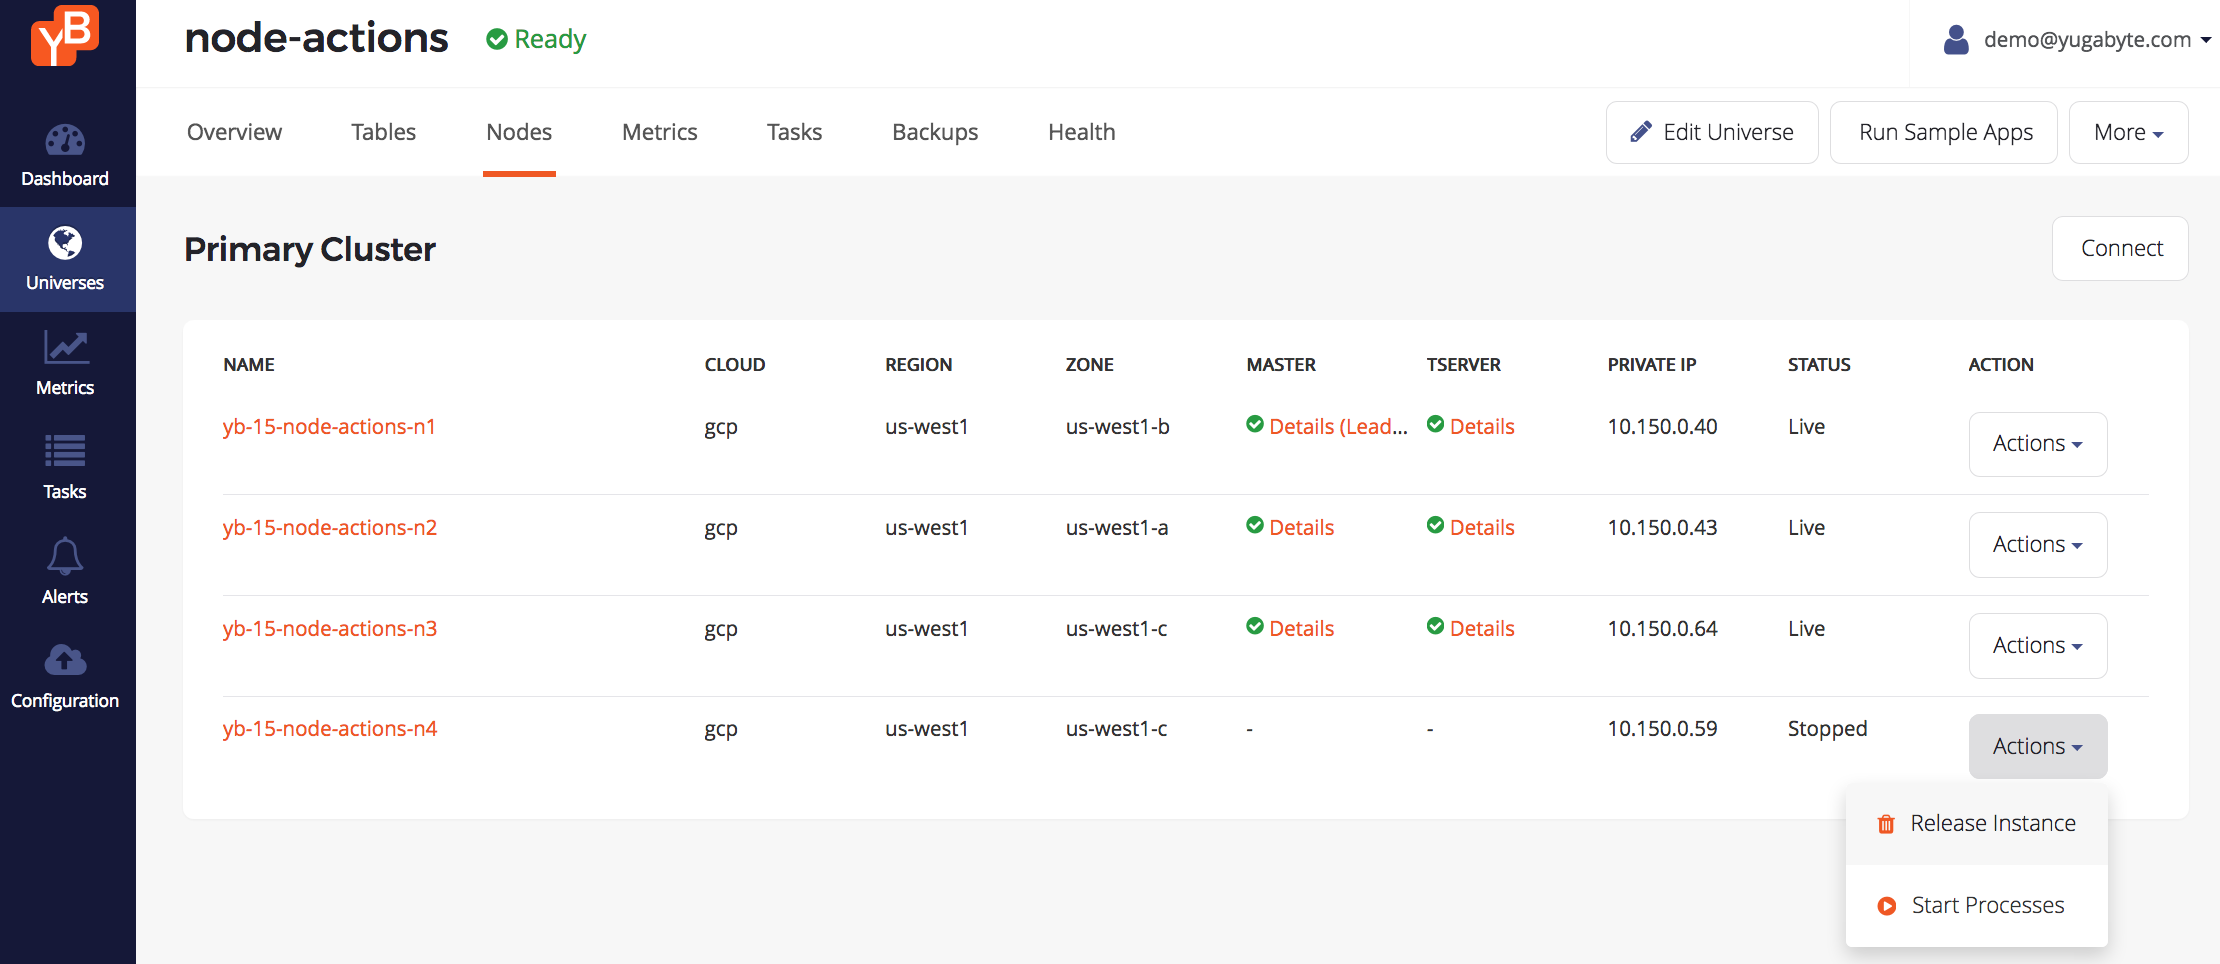 YB
node-actions Ready
demo@yugabyte.com
Dashboard
Universes
Metrics
Tasks
Alerts
Configuration
Overview Tables Nodes Metrics Tasks Backups Health
Edit Universe Run Sample Apps More
Primary Cluster
Connect
NAME CLOUD REGION ZONE MASTER TSERVER PRIVATE IP STATUS ACTION
yb-15-node-actions-n1 gcp us-west1 us-west1-b Details (Lead... Details 10.150.0.40 Live Actions
yb-15-node-actions-n2 gcp us-west1 us-west1-a Details Details 10.150.0.43 Live Actions
yb-15-node-actions-n3 gcp us-west1 us-west1-c Details Details 10.150.0.64 Live Actions
yb-15-node-actions-n4 gcp us-west1 us-west1-c - - 10.150.0.59 Stopped Actions
Release Instance
Start Processes